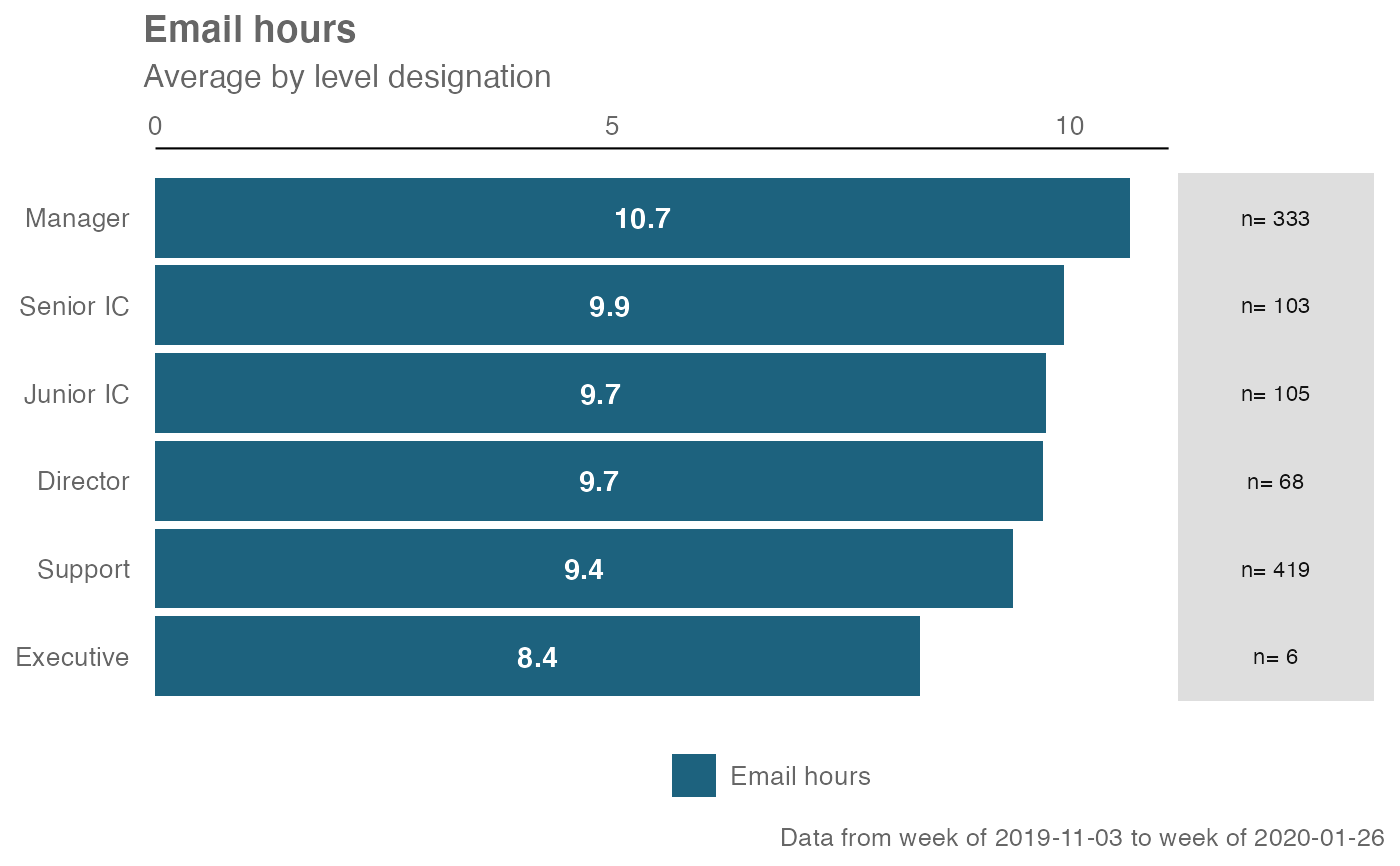 Email hours
Average by level designation
0 5 10
Manager 10.7 n= 333
Senior IC 9.9 n= 103
Junior IC 9.7 n= 105
Director 9.7 n= 68
Support 9.4 n= 419
Executive 8.4 n= 6
Email hours
Data from week of 2019-11-03 to week of 2020-01-26